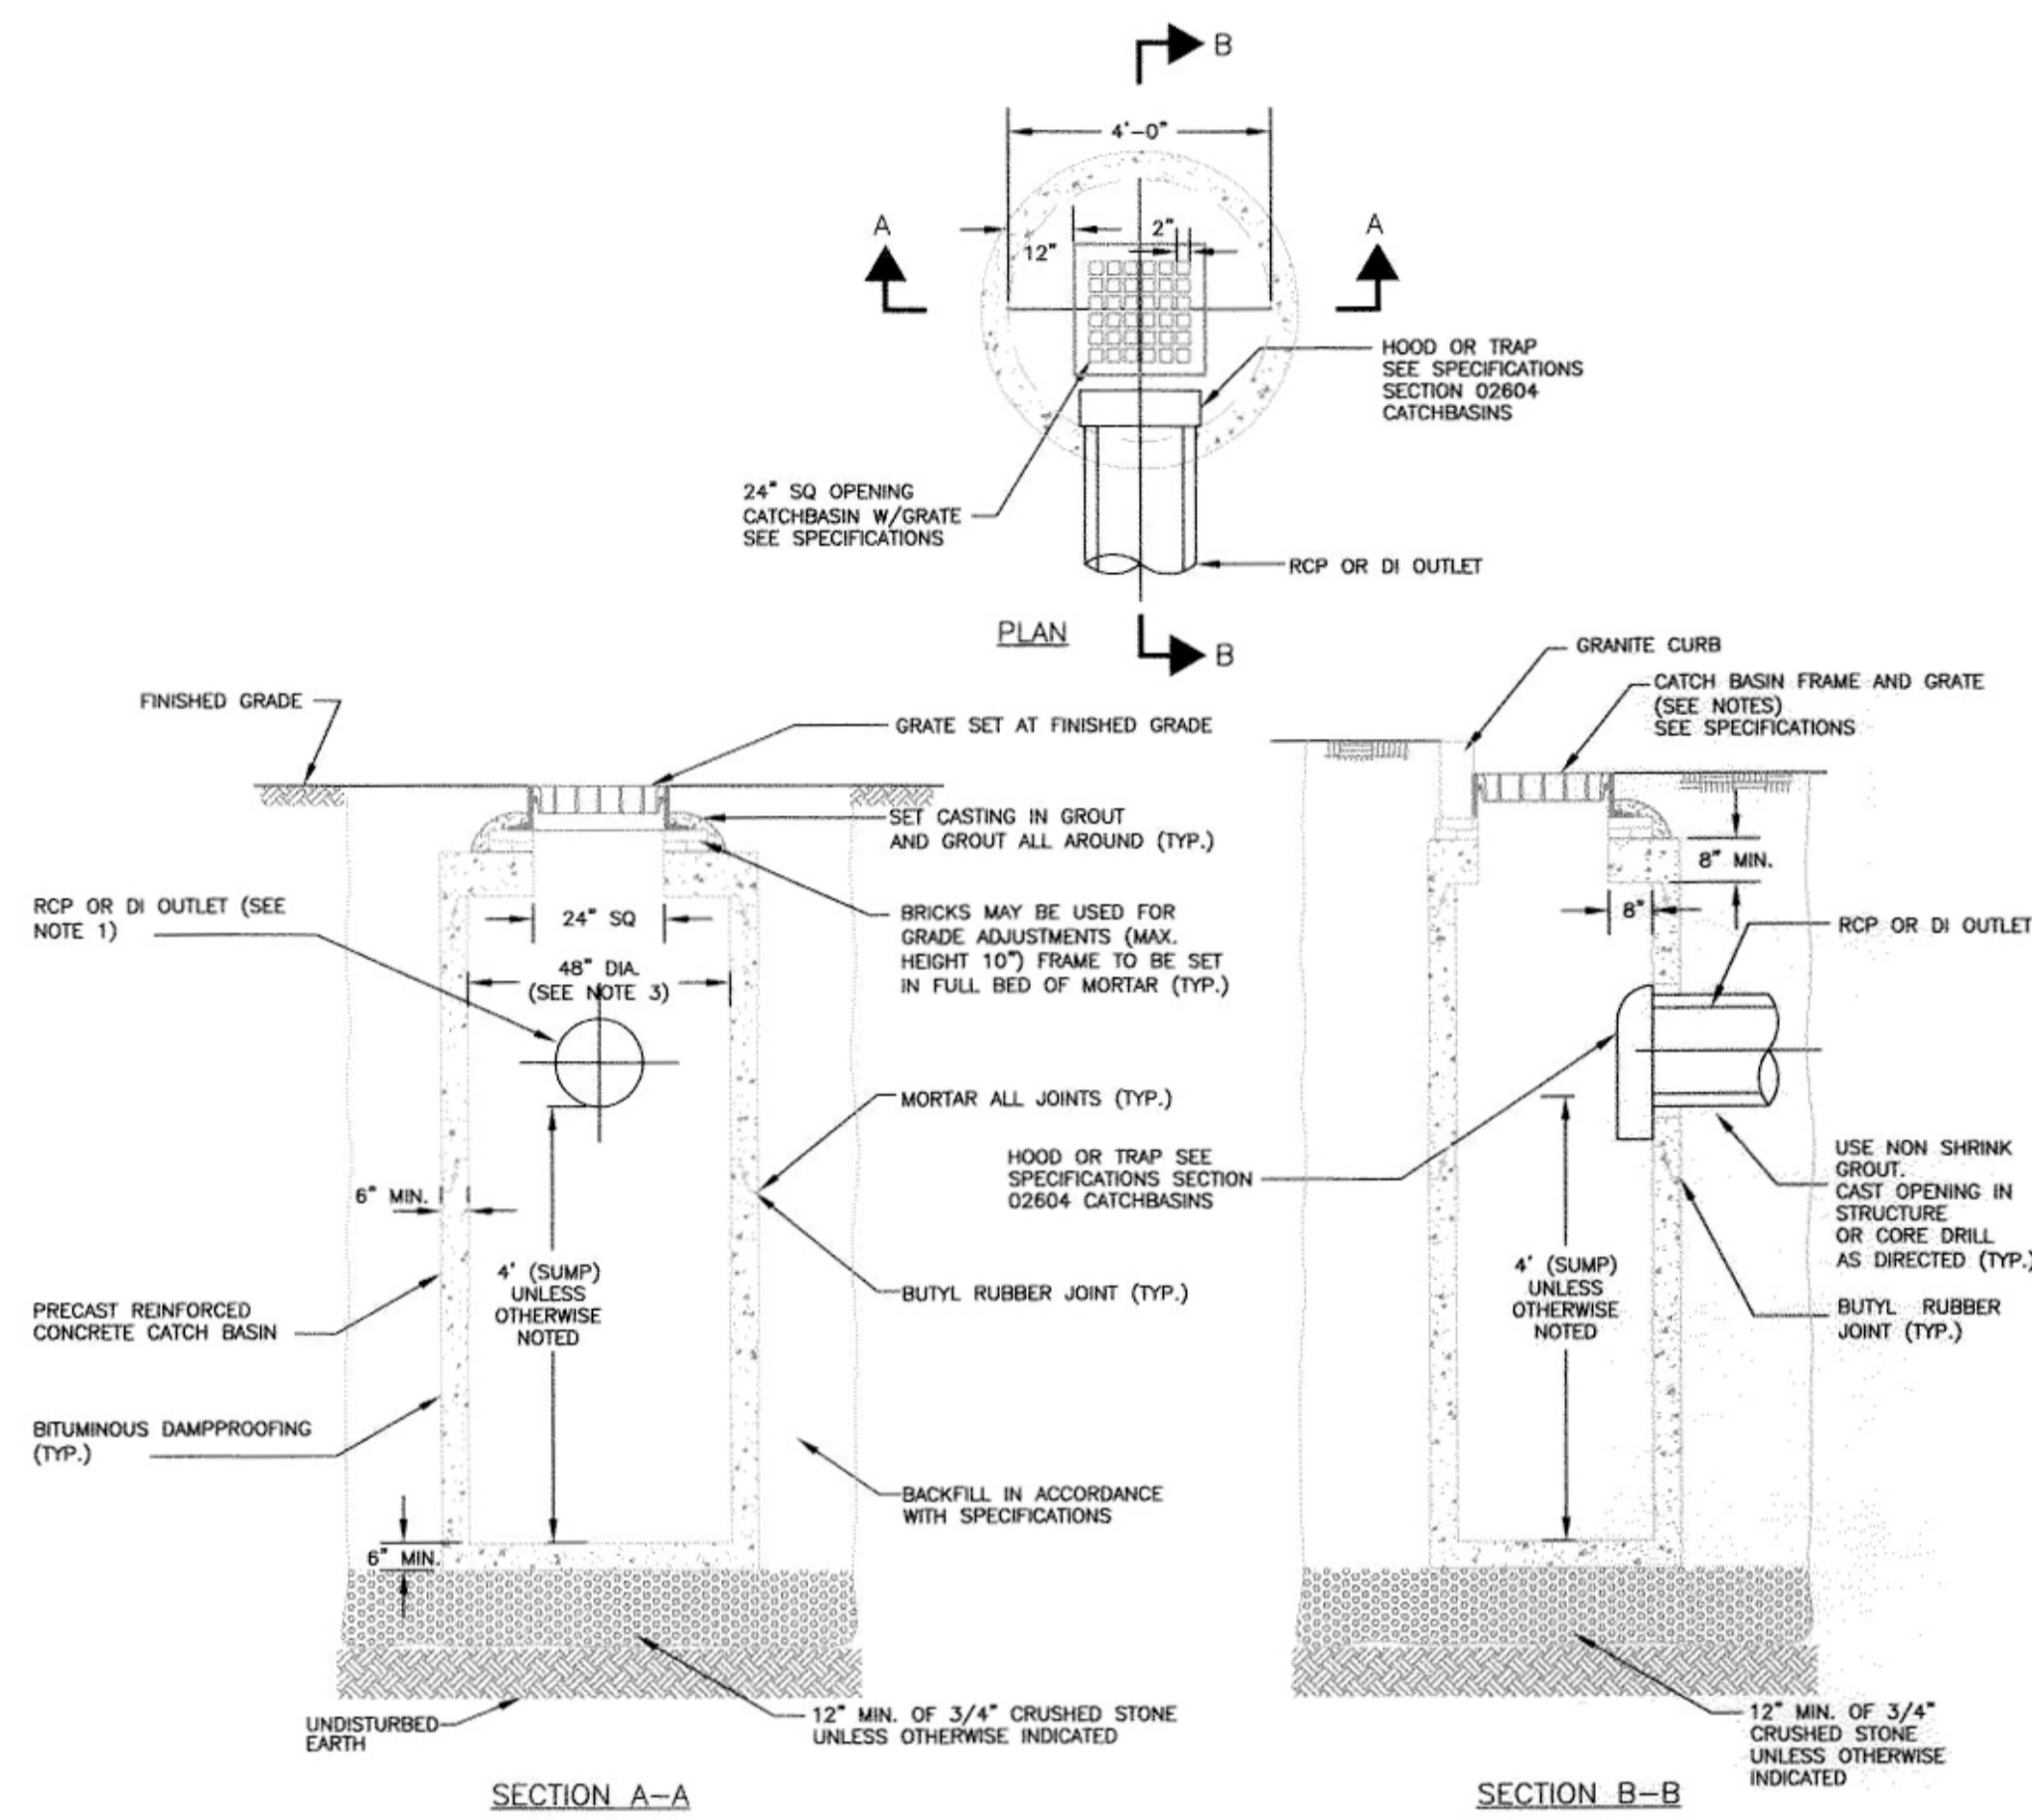 B
4'-0"
A
A
2"
12"
HOOD OR TRAP
SEE SPECIFICATIONS
SECTION 02604
CATCHBASINS
24" SQ OPENING
CATCHBASIN W/GRATE
SEE SPECIFICATIONS
RCP OR DI OUTLET
PLAN
B
FINISHED GRADE
GRATE SET AT FINISHED GRADE
SET CASTING IN GROUT
AND GROUT ALL AROUND (TYP.)
RCP OR DI OUTLET (SEE
NOTE 1)
24" SQ
BRICKS MAY BE USED FOR
GRADE ADJUSTMENTS (MAX.
HEIGHT 10") FRAME TO BE SET
IN FULL BED OF MORTAR (TYP.)
48" DIA.
(SEE NOTE 3)
MORTAR ALL JOINTS (TYP.)
6" MIN.
4' (SUMP)
UNLESS
OTHERWISE
NOTED
BUTYL RUBBER JOINT (TYP.)
PRECAST REINFORCED
CONCRETE CATCH BASIN
BITUMINOUS DAMPPROOFING
(TYP.)
BACKFILL IN ACCORDANCE
WITH SPECIFICATIONS
6" MIN.
UNDISTURBED
EARTH
12" MIN. OF 3/4" CRUSHED STONE
UNLESS OTHERWISE INDICATED
SECTION A-A
GRANITE CURB
CATCH BASIN FRAME AND GRATE
(SEE NOTES)
SEE SPECIFICATIONS
8" MIN.
8"
RCP OR DI OUTLET
HOOD OR TRAP SEE
SPECIFICATIONS SECTION
02604 CATCHBASINS
USE NON SHRINK
GROUT.
CAST OPENING IN
STRUCTURE
OR CORE DRILL
AS DIRECTED (TYP.)
4' (SUMP)
UNLESS
OTHERWISE
NOTED
BUTYL RUBBER
JOINT (TYP.)
12" MIN. OF 3/4"
CRUSHED STONE
UNLESS OTHERWISE
INDICATED
SECTION B-B